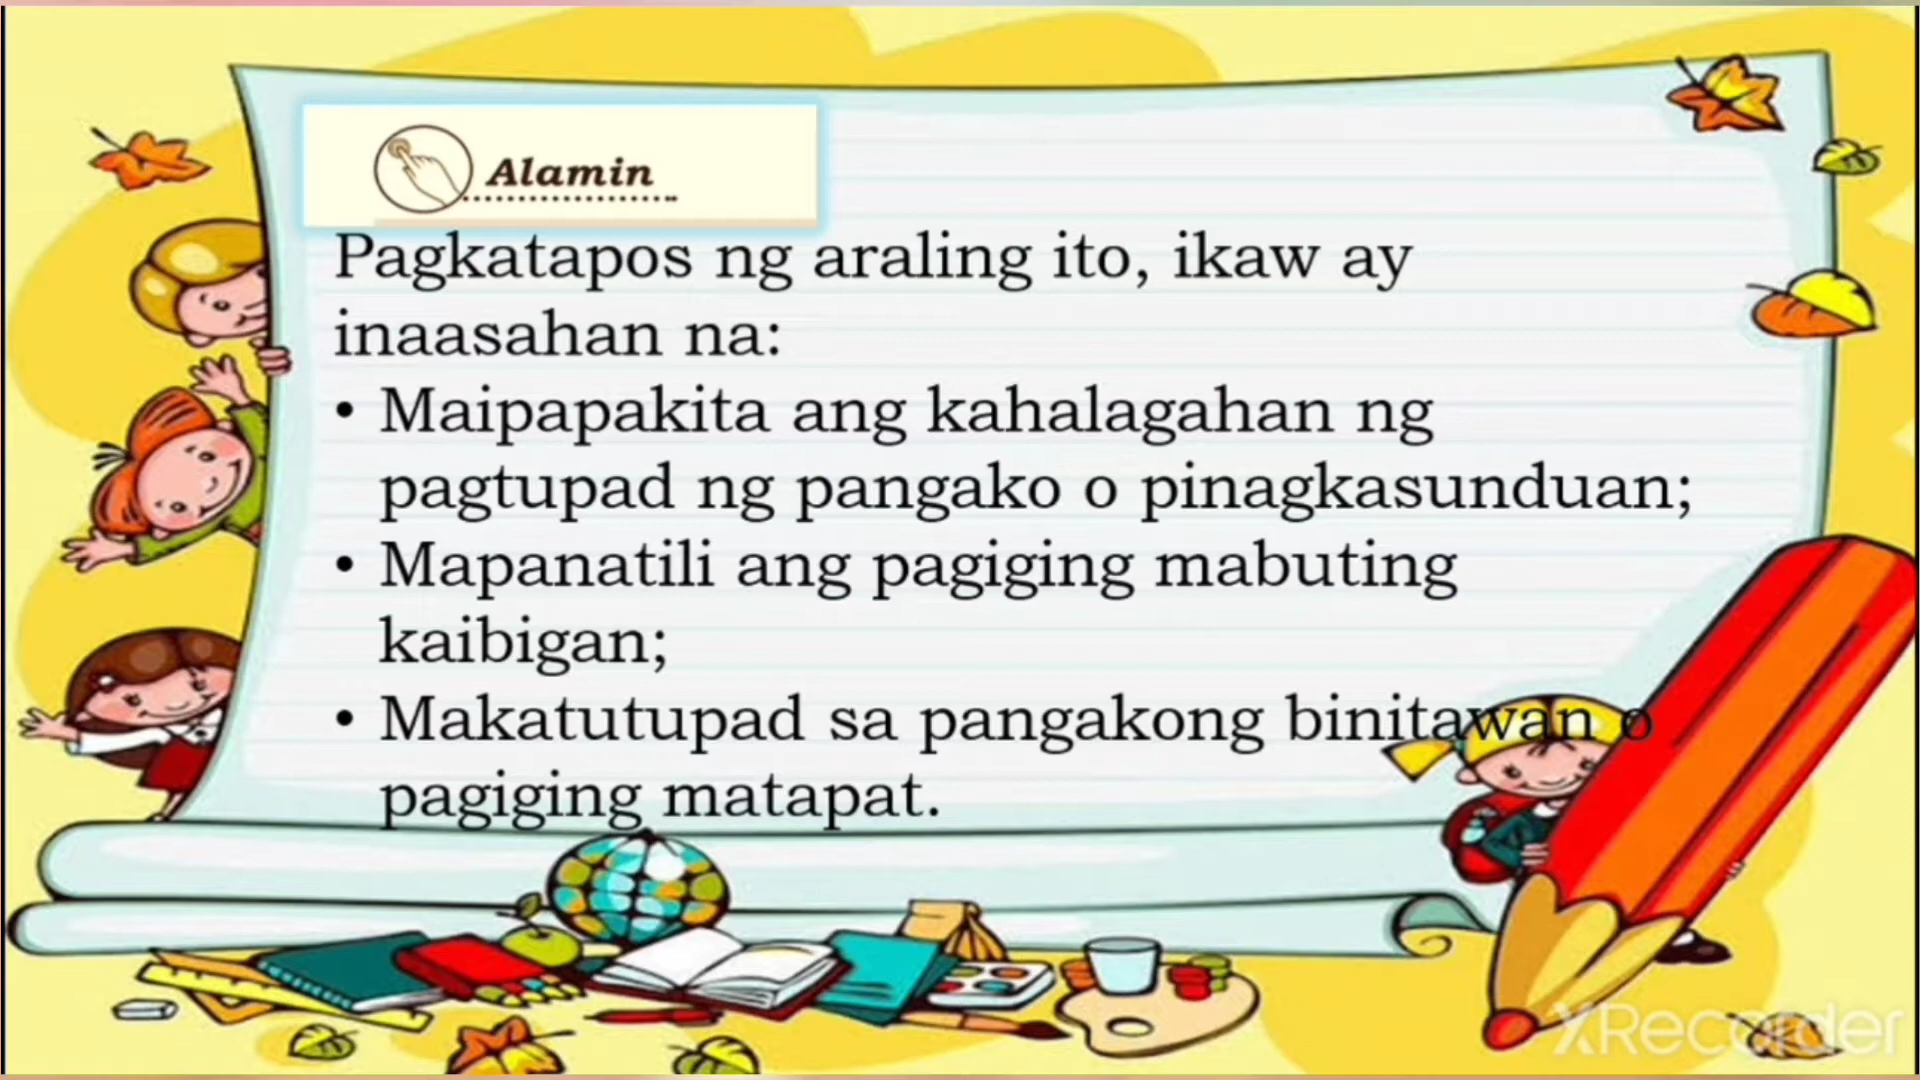 Alamin
Pagkatapos ng araling ito, ikaw ay
inaasahan na:
• Maipapakita ang kahalagahan ng
pagtupad ng pangako o pinagkasunduan;
• Mapanatili ang pagiging mabuting
kaibigan;
• Makatutupad sa pangakong binitawan o
pagiging matapat.
XRecorder